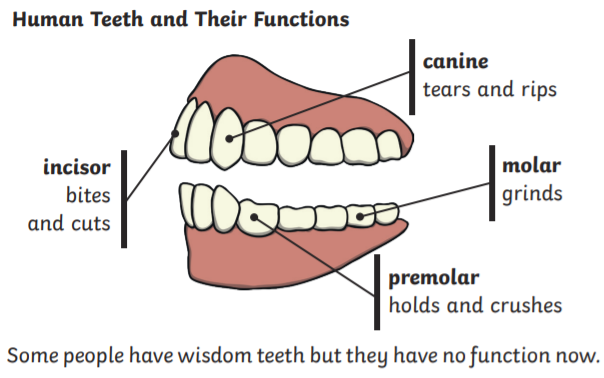 Human Teeth and Their Functions
canine
tears and rips
incisor
bites
and cuts
molar
grinds
premolar
holds and crushes
Some people have wisdom teeth but they have no function now.